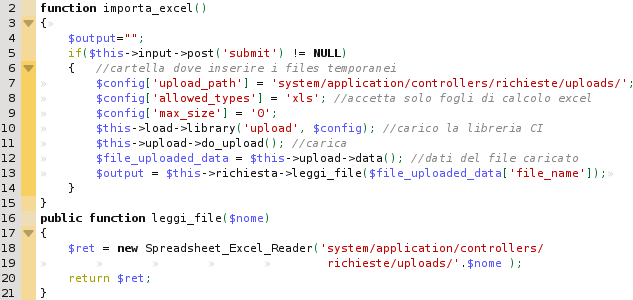 2 function importa_excel()
3 {
4 $output="";
5 if($this->input->post('submit') != NULL)
6 { //cartella dove inserire i files temporanei
7 $config['upload_path'] = 'system/application/controllers/richieste/uploads/';
8 $config['allowed_types'] = 'xls'; //accetta solo fogli di calcolo excel
9 $config['max_size'] = '0';
10 $this->load->library('upload', $config); //carico la libreria CI
11 $this->upload->do_upload(); //carica
12 $file_uploaded_data = $this->upload->data(); //dati del file caricato
13 $output = $this->richiesta->leggi_file($file_uploaded_data['file_name']);
14 }
15 }
16 public function leggi_file($nome)
17 {
18 $ret = new Spreadsheet_Excel_Reader('system/application/controllers/
19 richieste/uploads/'.$nome );
20 return $ret;
21 }